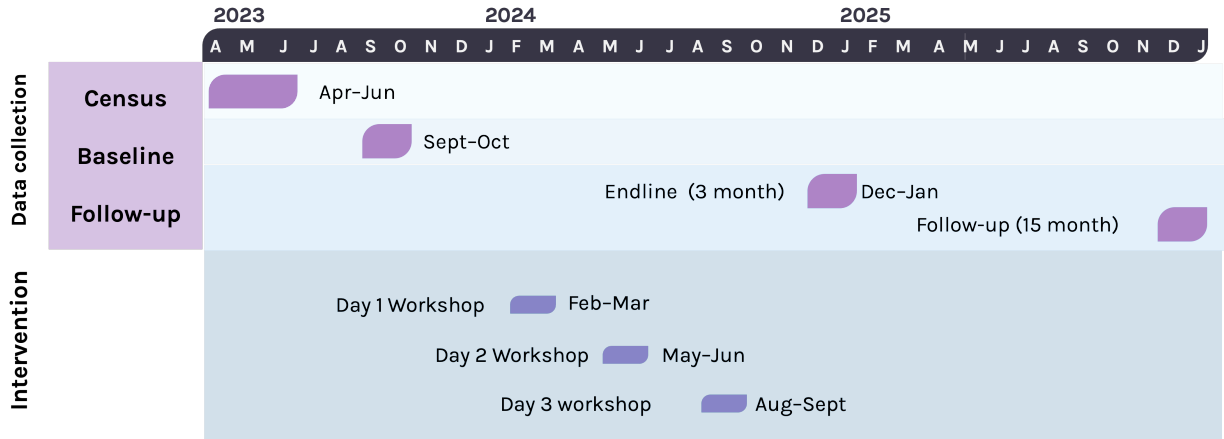 2023 2024 2025
A M J J A S O N D J F M A M J J A S O N D J F M A M J J A S O N D J
Data collection
Census Apr–Jun
Baseline Sept–Oct
Endline (3 month) Dec–Jan
Follow-up
Follow-up (15 month)
Intervention
Day 1 Workshop Feb–Mar
Day 2 Workshop May–Jun
Day 3 workshop Aug–Sept